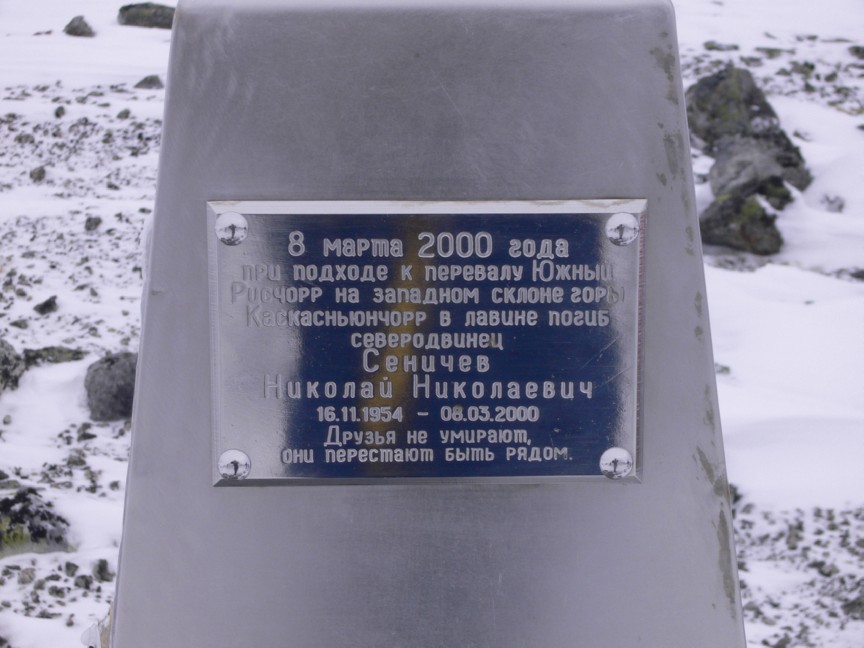 8 марта 2000 года
при подходе к перевалу Южный
Рисчорр на западном склоне горы
Каскасньюнчорр в лавине погиб
северодвинец
Сеничев
Николай Николаевич
16.11.1954 - 08.03.2000
Друзья не умирают,
они перестают быть рядом.